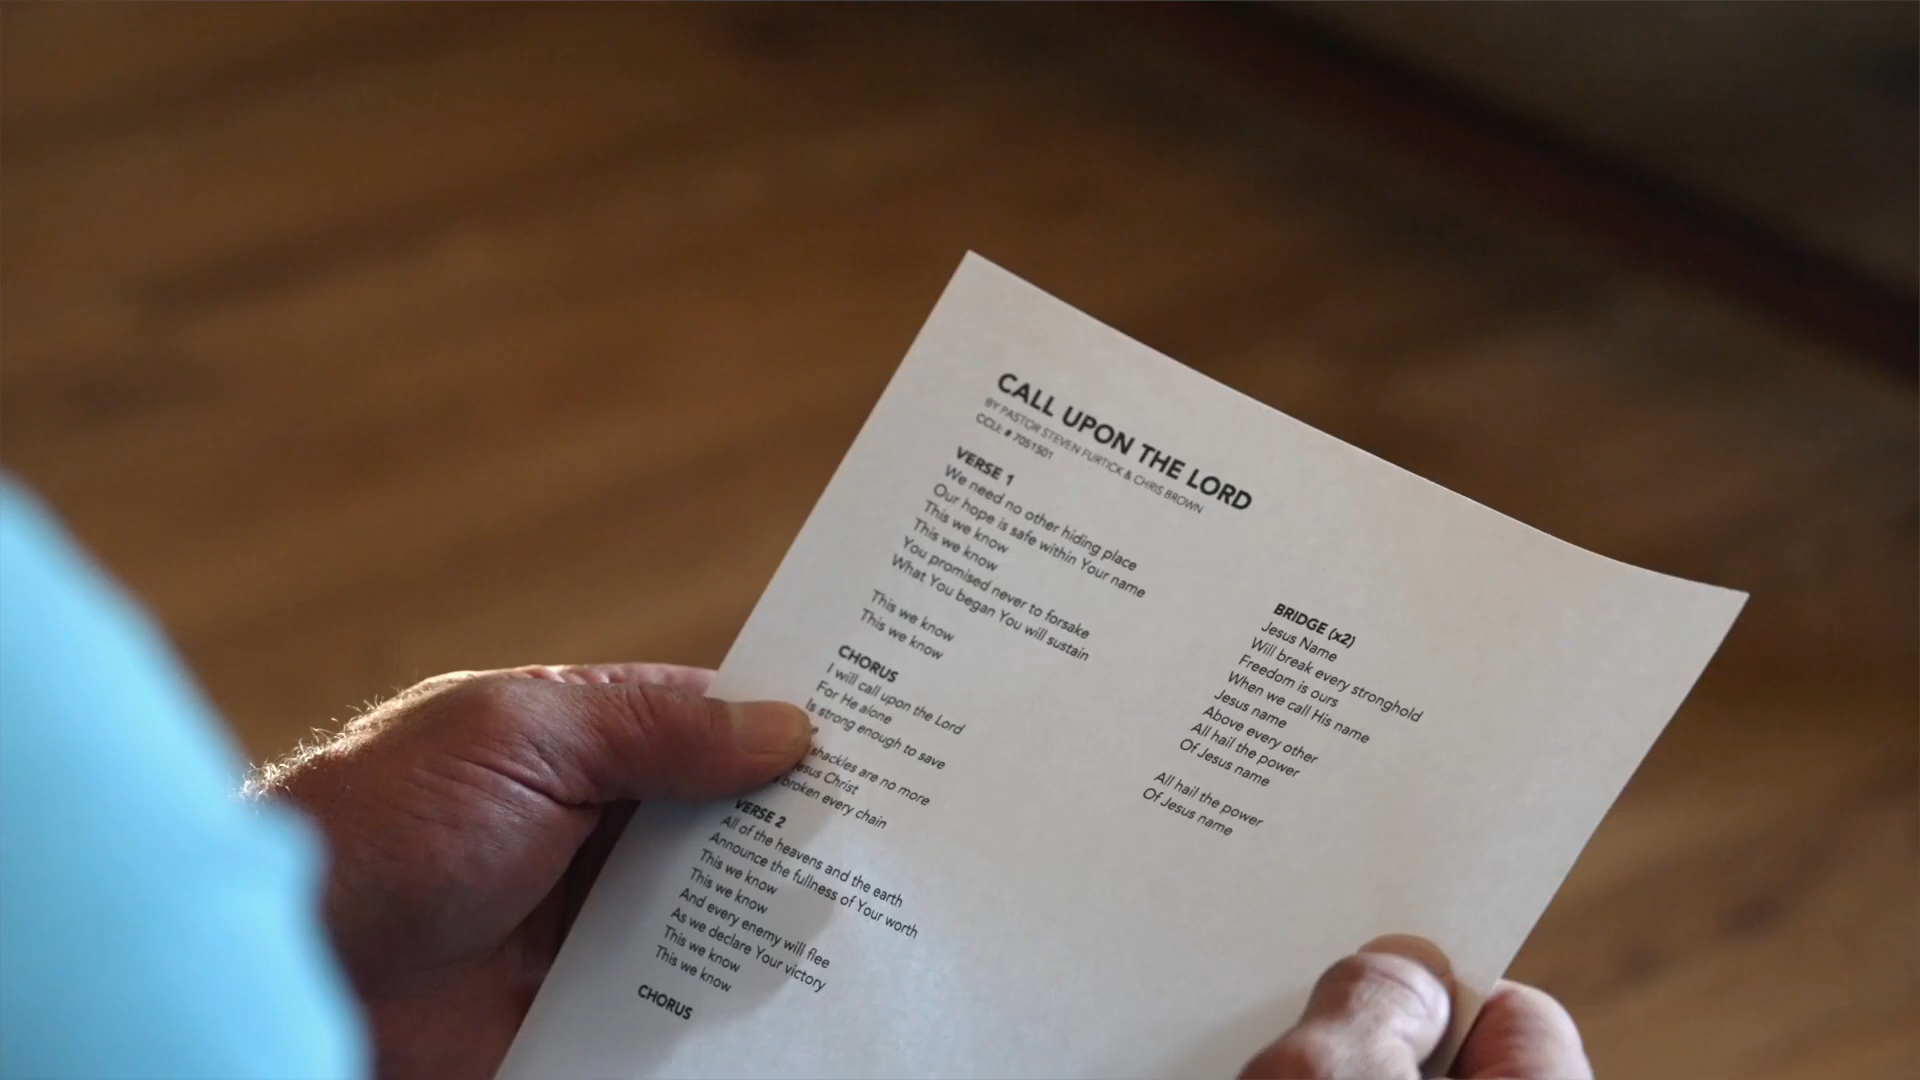 CALL UPON THE LORD
BY PASTOR STEVEN FURTICK & CHRIS BROWN
CCLI: # 7051501
VERSE 1
We need no other hiding place
Our hope is safe within Your name
This we know
This we know
You promised never to forsake
What You began You will sustain
This we know
This we know
CHORUS
I will call upon the Lord
For He alone
Is strong enough to save
shackles are no more
Jesus Christ
broken every chain
VERSE 2
All of the heavens and the earth
Announce the fullness of Your worth
This we know
This we know
And every enemy will flee
As we declare Your victory
This we know
This we know
CHORUS
BRIDGE (x2)
Jesus Name
Will break every stronghold
Freedom is ours
When we call His name
Jesus name
Above every other
All hail the power
Of Jesus name
All hail the power
Of Jesus name